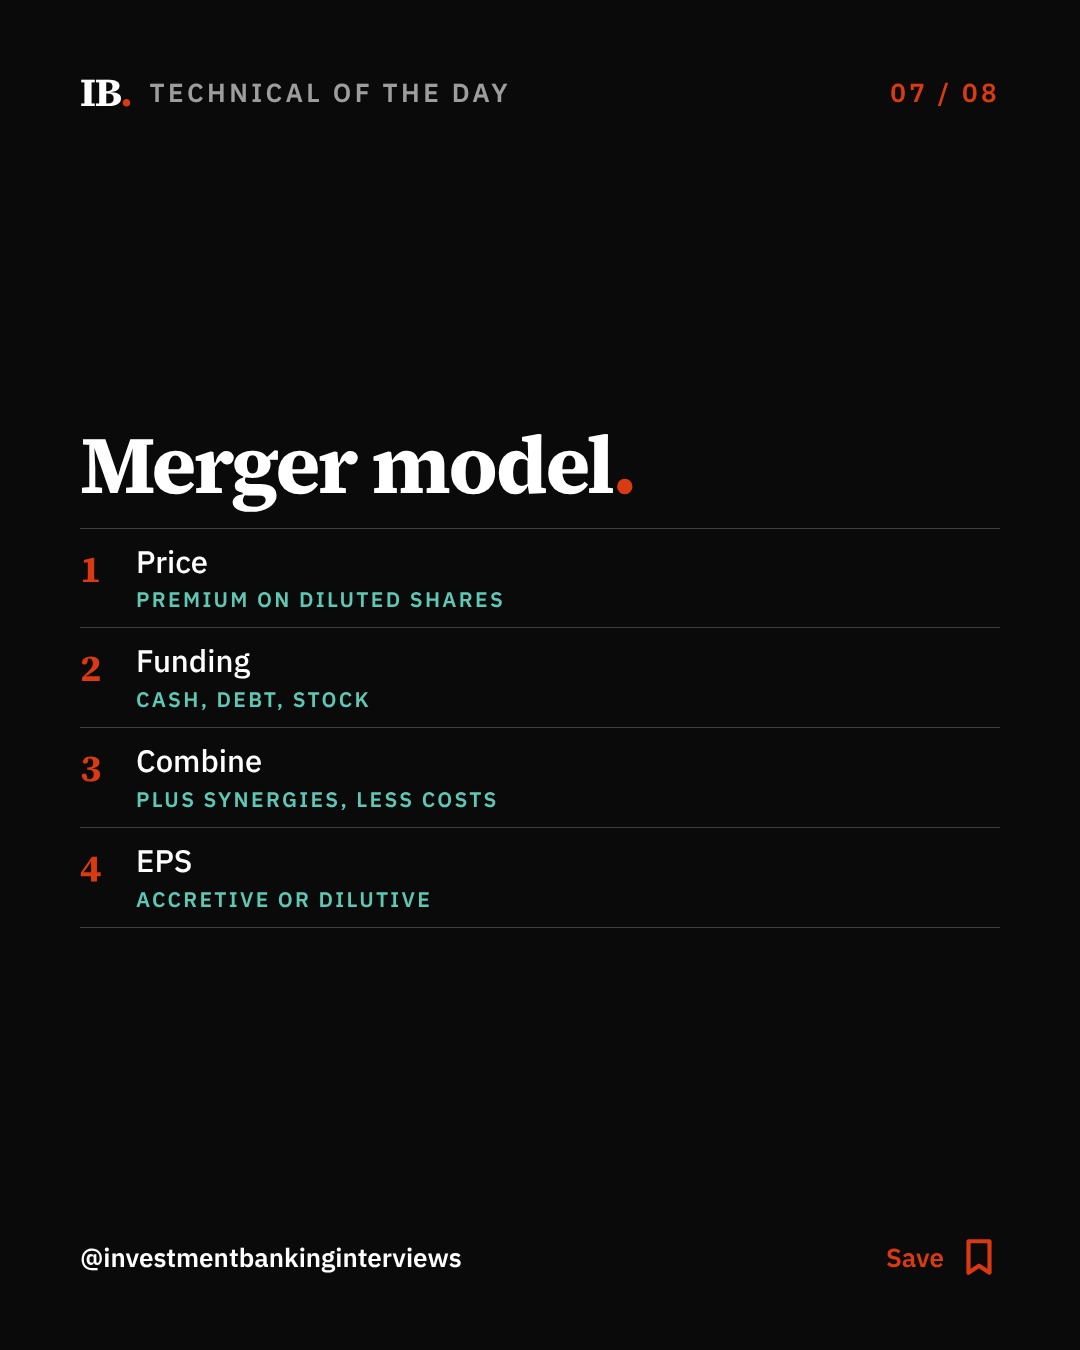 IB. TECHNICAL OF THE DAY
07 / 08
Merger model.
1 Price
PREMIUM ON DILUTED SHARES
2 Funding
CASH, DEBT, STOCK
3 Combine
PLUS SYNERGIES, LESS COSTS
4 EPS
ACCRETIVE OR DILUTIVE
@investmentbankinginterviews
Save